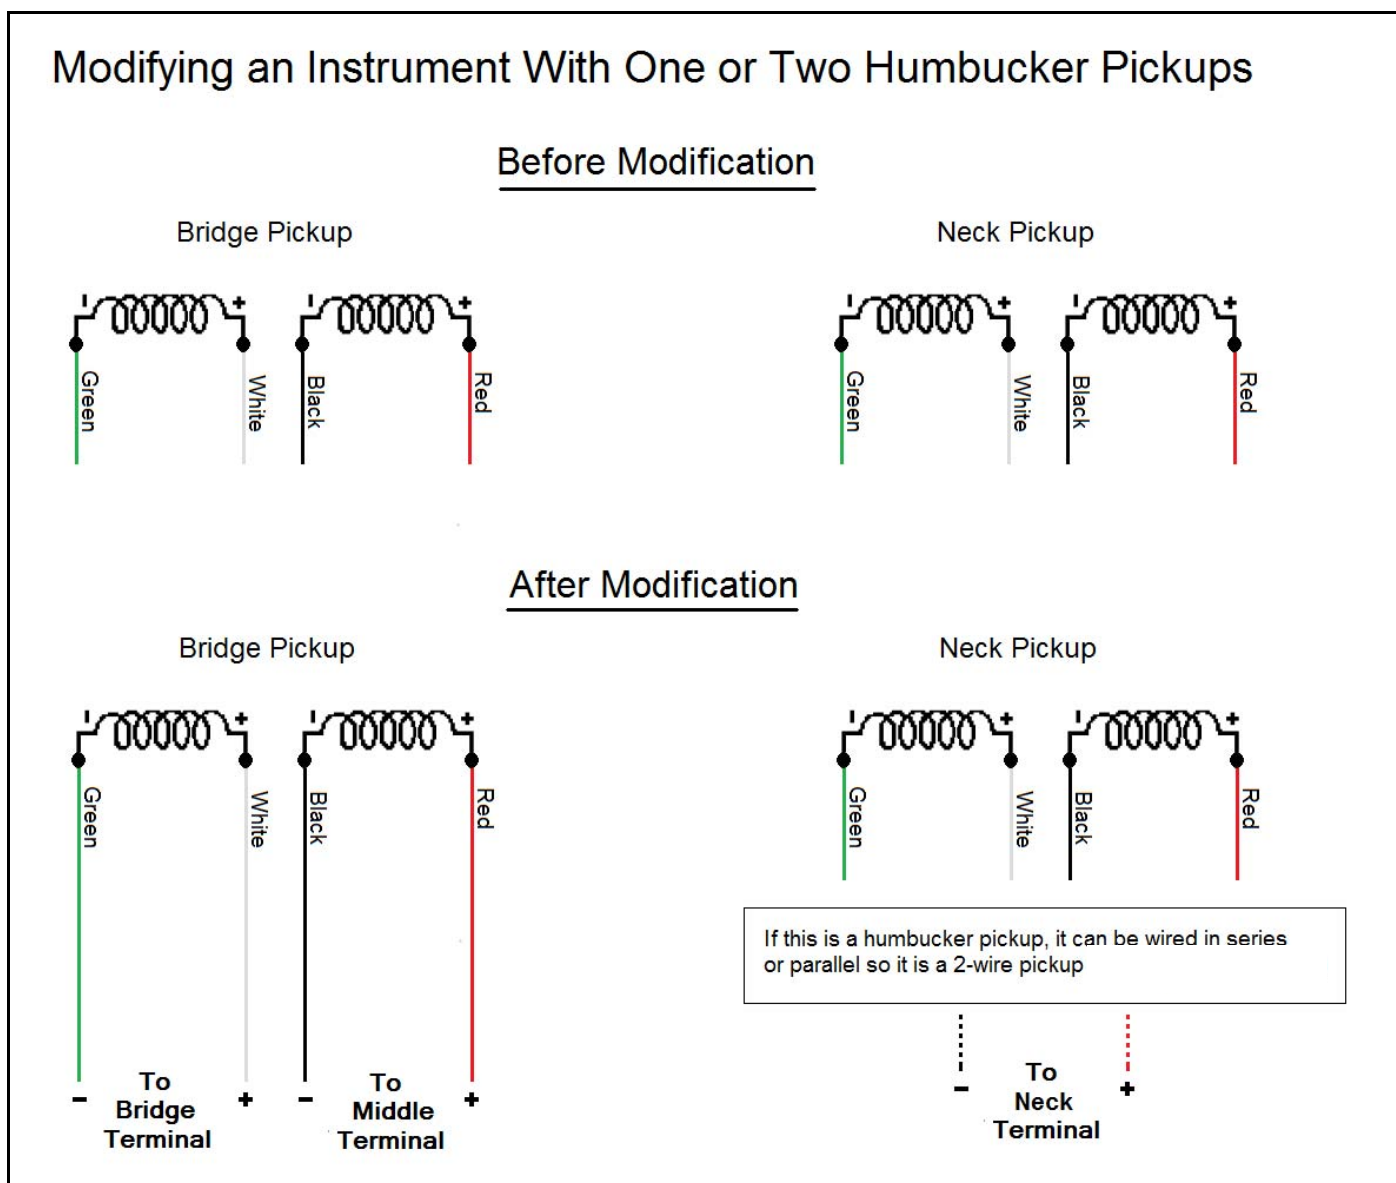 Modifying an Instrument With One or Two Humbucker Pickups
Before Modification
Bridge Pickup
Neck Pickup
- + - +
- + - +
Green
White
Black
Red
Green
White
Black
Red
After Modification
Bridge Pickup
Neck Pickup
- + - +
- + - +
Green
White
Black
Red
Green
White
Black
Red
If this is a humbucker pickup, it can be wired in series
or parallel so it is a 2-wire pickup
- To + - To +
Bridge Middle
Terminal Terminal
- To +
Neck
Terminal